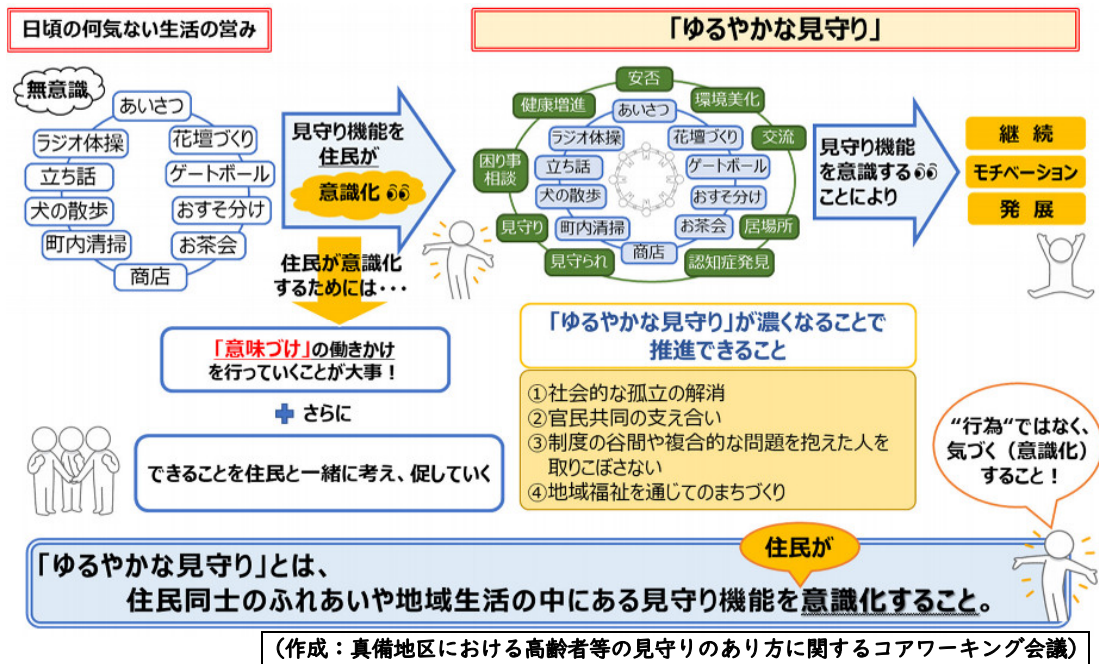 日頃の何気ない生活の営み
「ゆるやかな見守り」
無意識
あいさつ
ラジオ体操
花壇づくり
立ち話
ゲートボール
犬の散歩
おすそ分け
町内清掃
お茶会
商店
見守り機能を
住民が
意識化
住民が意識化
するためには・・・
安否
健康増進
環境美化
あいさつ
ラジオ体操
花壇づくり
交流
困り事
相談
立ち話
ゲートボール
犬の散歩
おすそ分け
見守り
町内清掃
お茶会
居場所
商店
見守られ
認知症発見
見守り機能
を意識する
ことにより
継続
モチベーション
発展
「意味づけ」の働きかけ
を行っていくことが大事！
さらに
できることを住民と一緒に考え、促していく
「ゆるやかな見守り」が濃くなることで
推進できること
①社会的な孤立の解消
②官民共同の支え合い
③制度の谷間や複合的な問題を抱えた人を
取りこぼさない
④地域福祉を通じてのまちづくり
“行為“ではなく、
気づく（意識化）
すること！
住民が
「ゆるやかな見守り」とは、
住民同士のふれあいや地域生活の中にある見守り機能を意識化すること。
（作成：真備地区における高齢者等の見守りのあり方に関するコアワーキング会議）